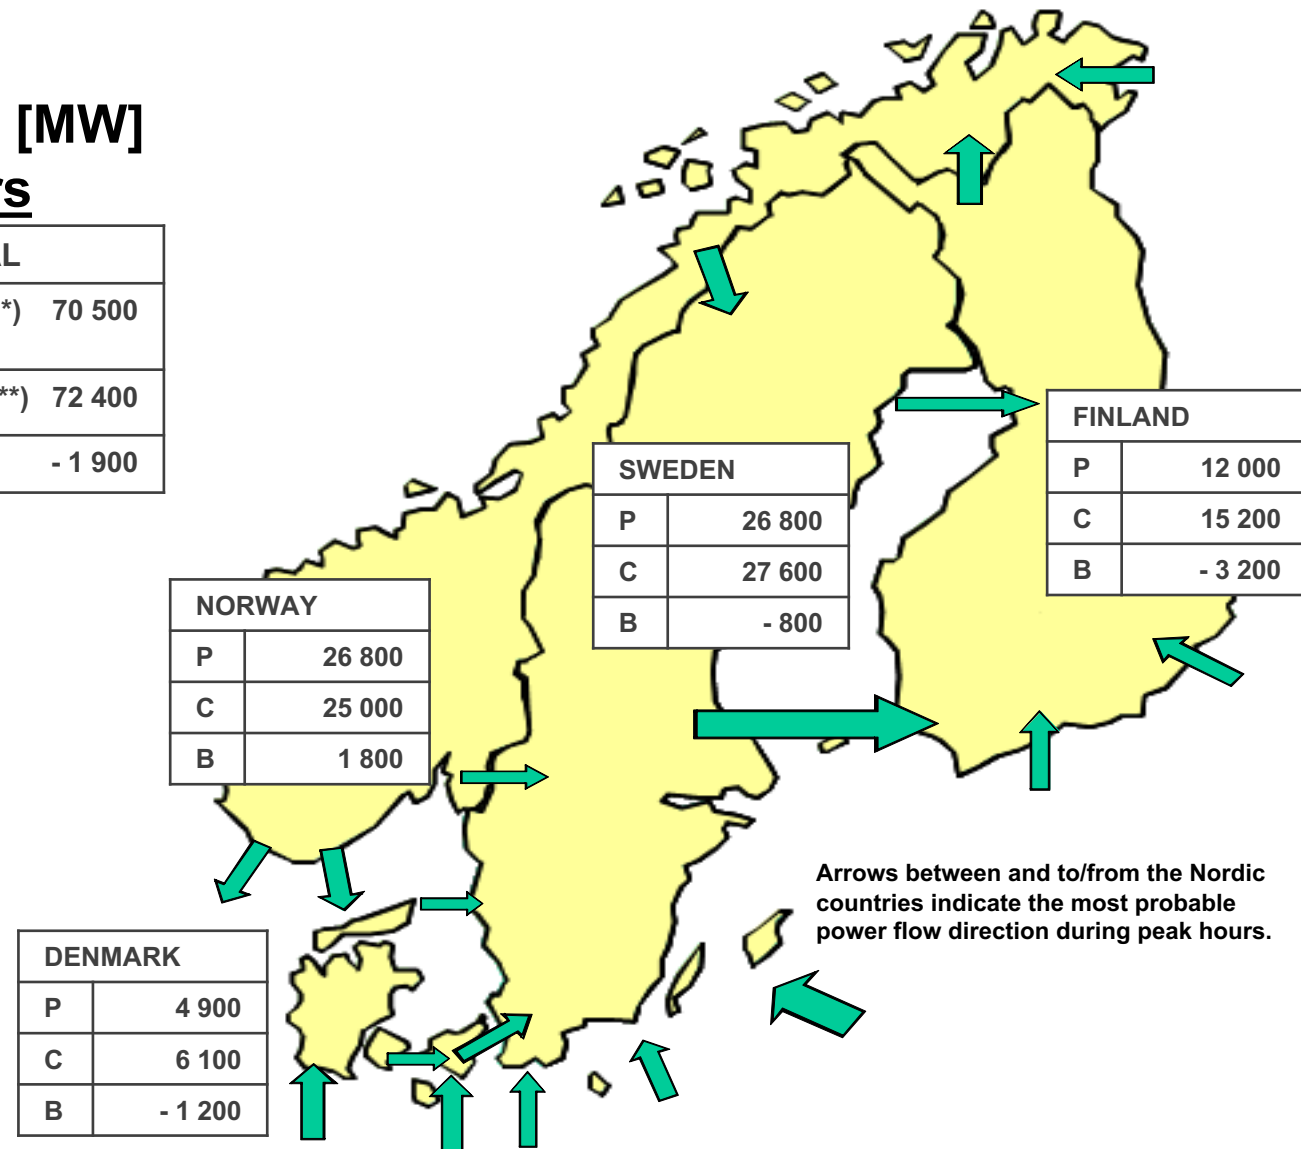 [MW]
rs
AL
*) 70 500
**) 72 400
- 1 900
FINLAND
P 12 000
C 15 200
B - 3 200
SWEDEN
P 26 800
C 27 600
B - 800
NORWAY
P 26 800
C 25 000
B 1 800
Arrows between and to/from the Nordic
countries indicate the most probable
power flow direction during peak hours.
DENMARK
P 4 900
C 6 100
B - 1 200